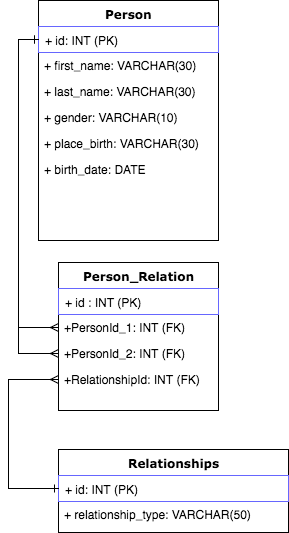 Person
+ id: INT (PK)
+ first_name: VARCHAR(30)
+ last_name: VARCHAR(30)
+ gender: VARCHAR(10)
+ place_birth: VARCHAR(30)
+ birth_date: DATE
Person_Relation
+ id : INT (PK)
+PersonId_1: INT (FK)
+PersonId_2: INT (FK)
+RelationshipId: INT (FK)
Relationships
+ id: INT (PK)
+ relationship_type: VARCHAR(50)